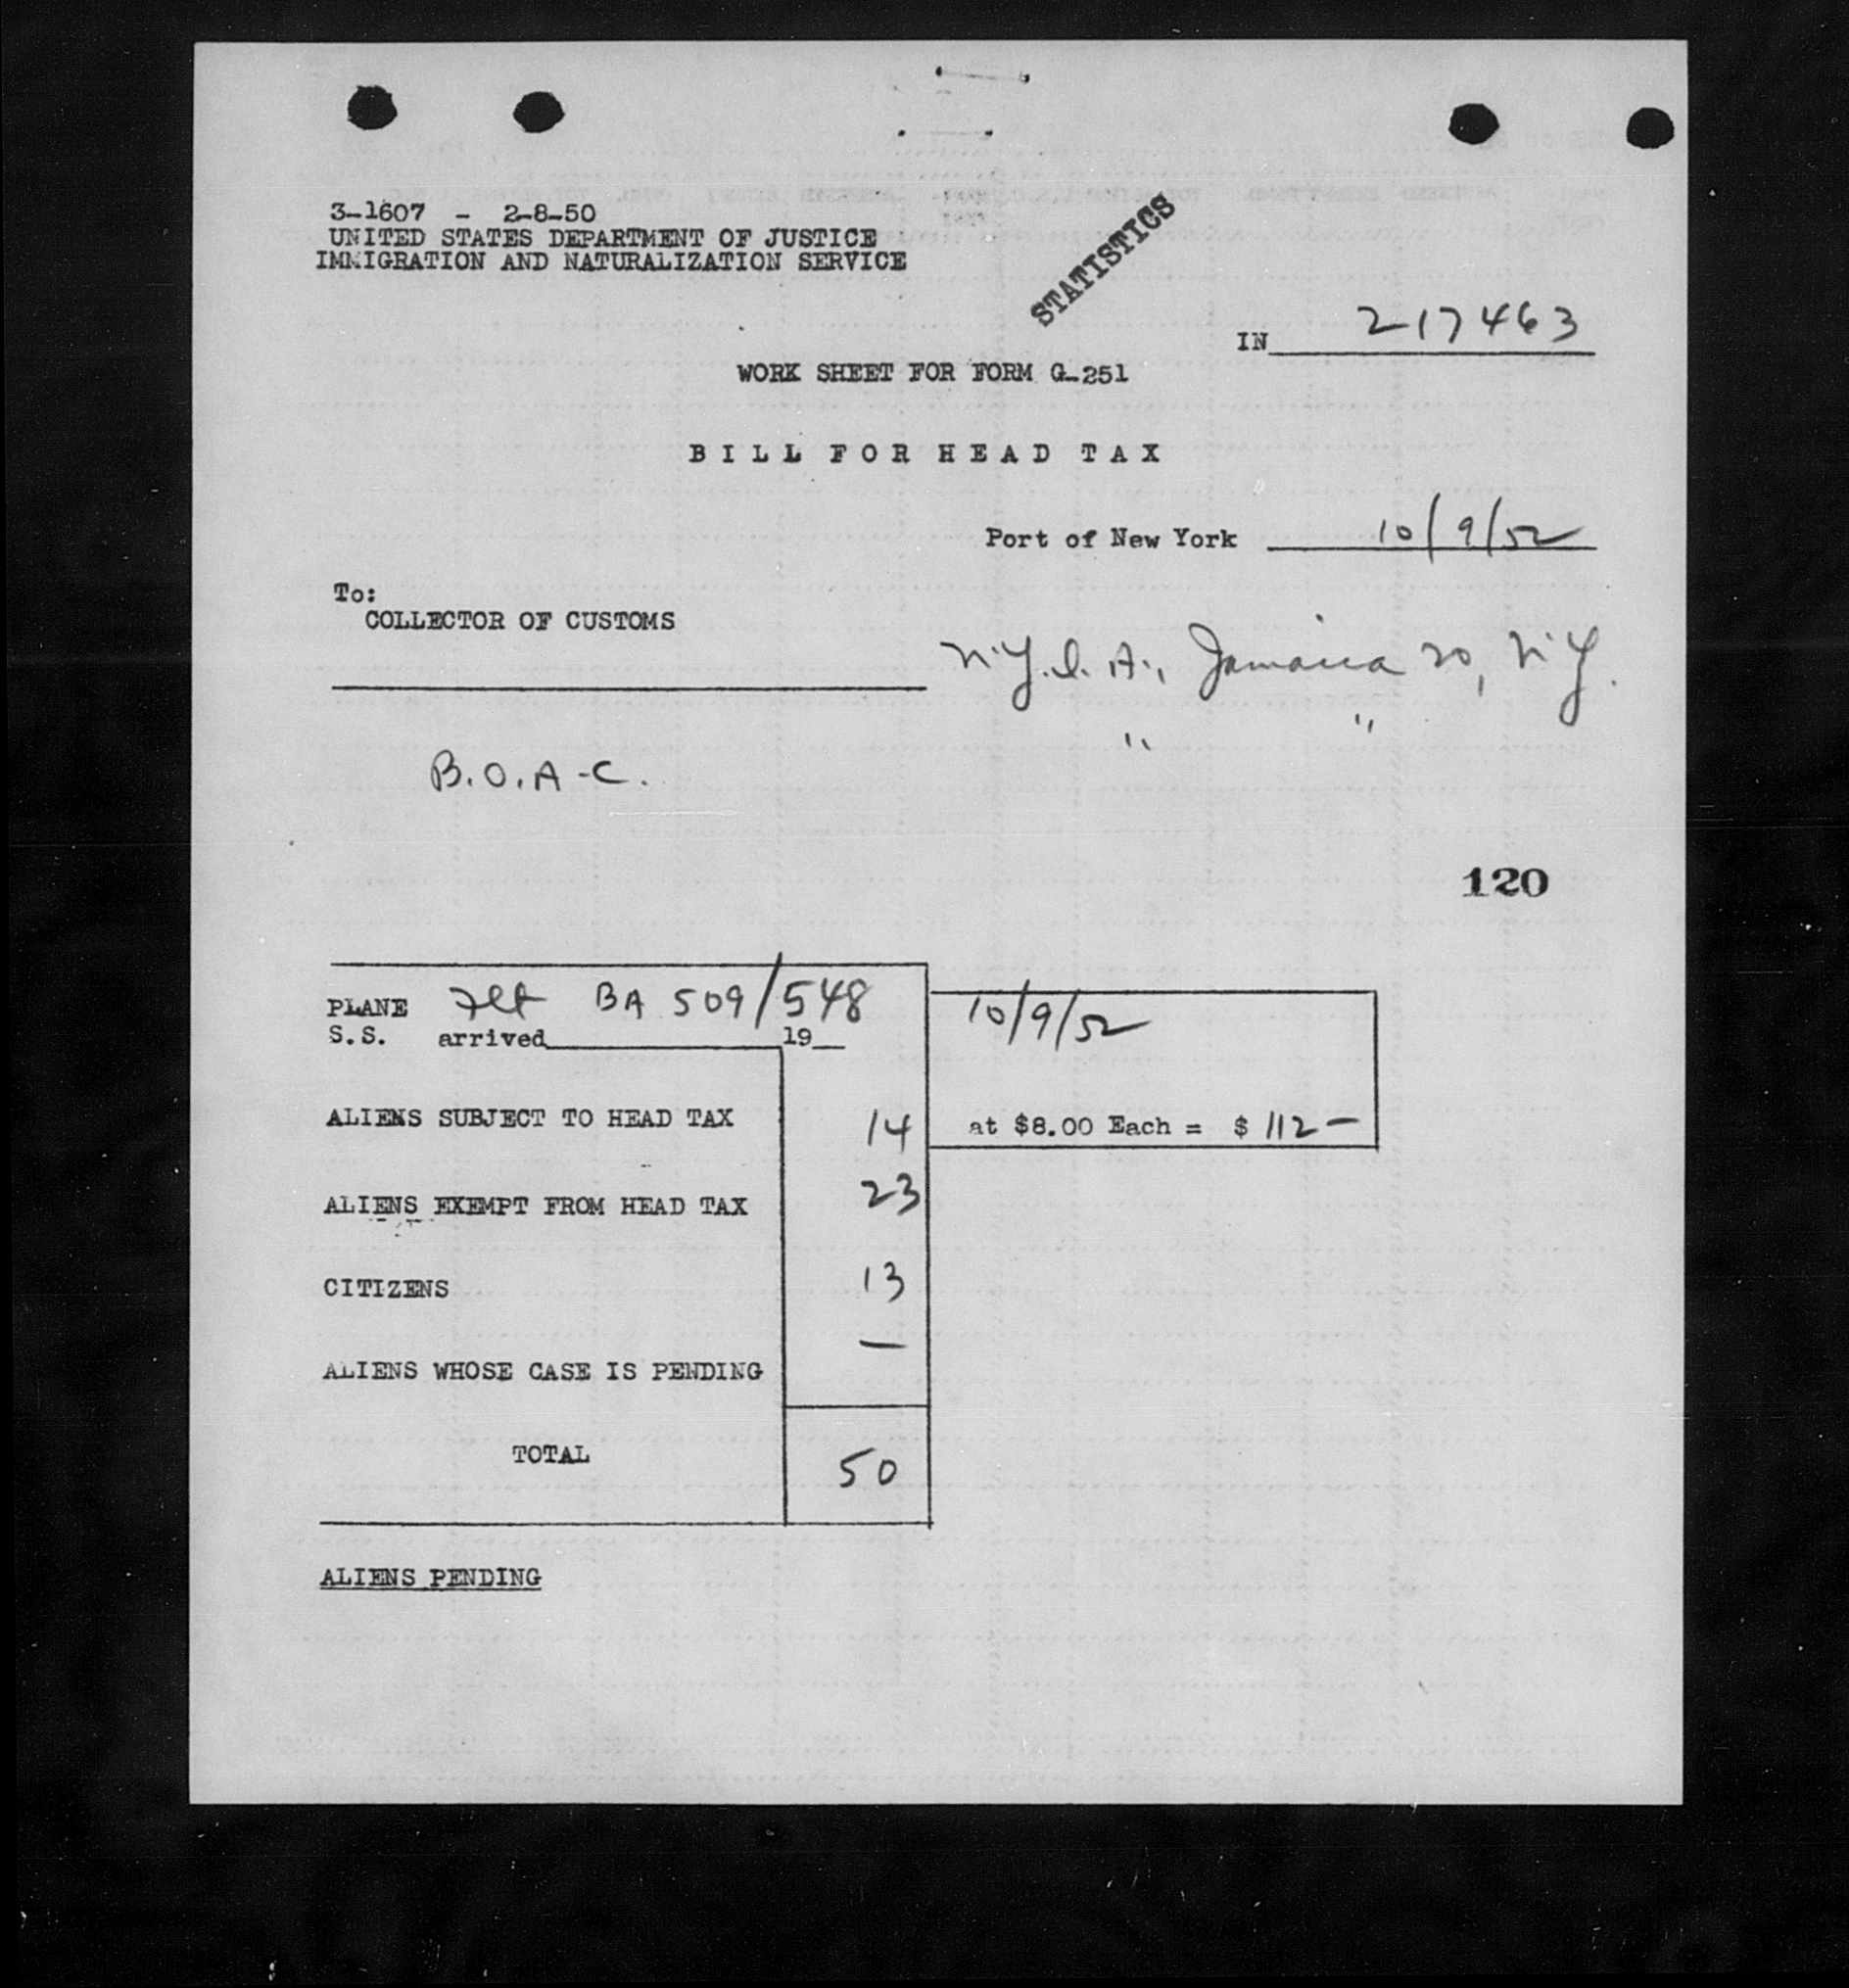 3-1607 - 2-8-50
UNITED STATES DEPARTMENT OF JUSTICE
IMMIGRATION AND NATURALIZATION SERVICE
STATISTICS
IN 217463
WORK SHEET FOR FORM G-251
BILL FOR HEAD TAX
Port of New York 10/9/52
To:
COLLECTOR OF CUSTOMS
N.Y.I.A., Jamaica 20, N.Y.
" "
B.O.A-C.
120
PLANE Flt BA 509/548
10/9/52
S.S. arrived 19
ALIENS SUBJECT TO HEAD TAX 14 at $8.00 Each = $ 112 —
ALIENS EXEMPT FROM HEAD TAX 23
CITIZENS 13
ALIENS WHOSE CASE IS PENDING —
TOTAL 50
ALIENS PENDING